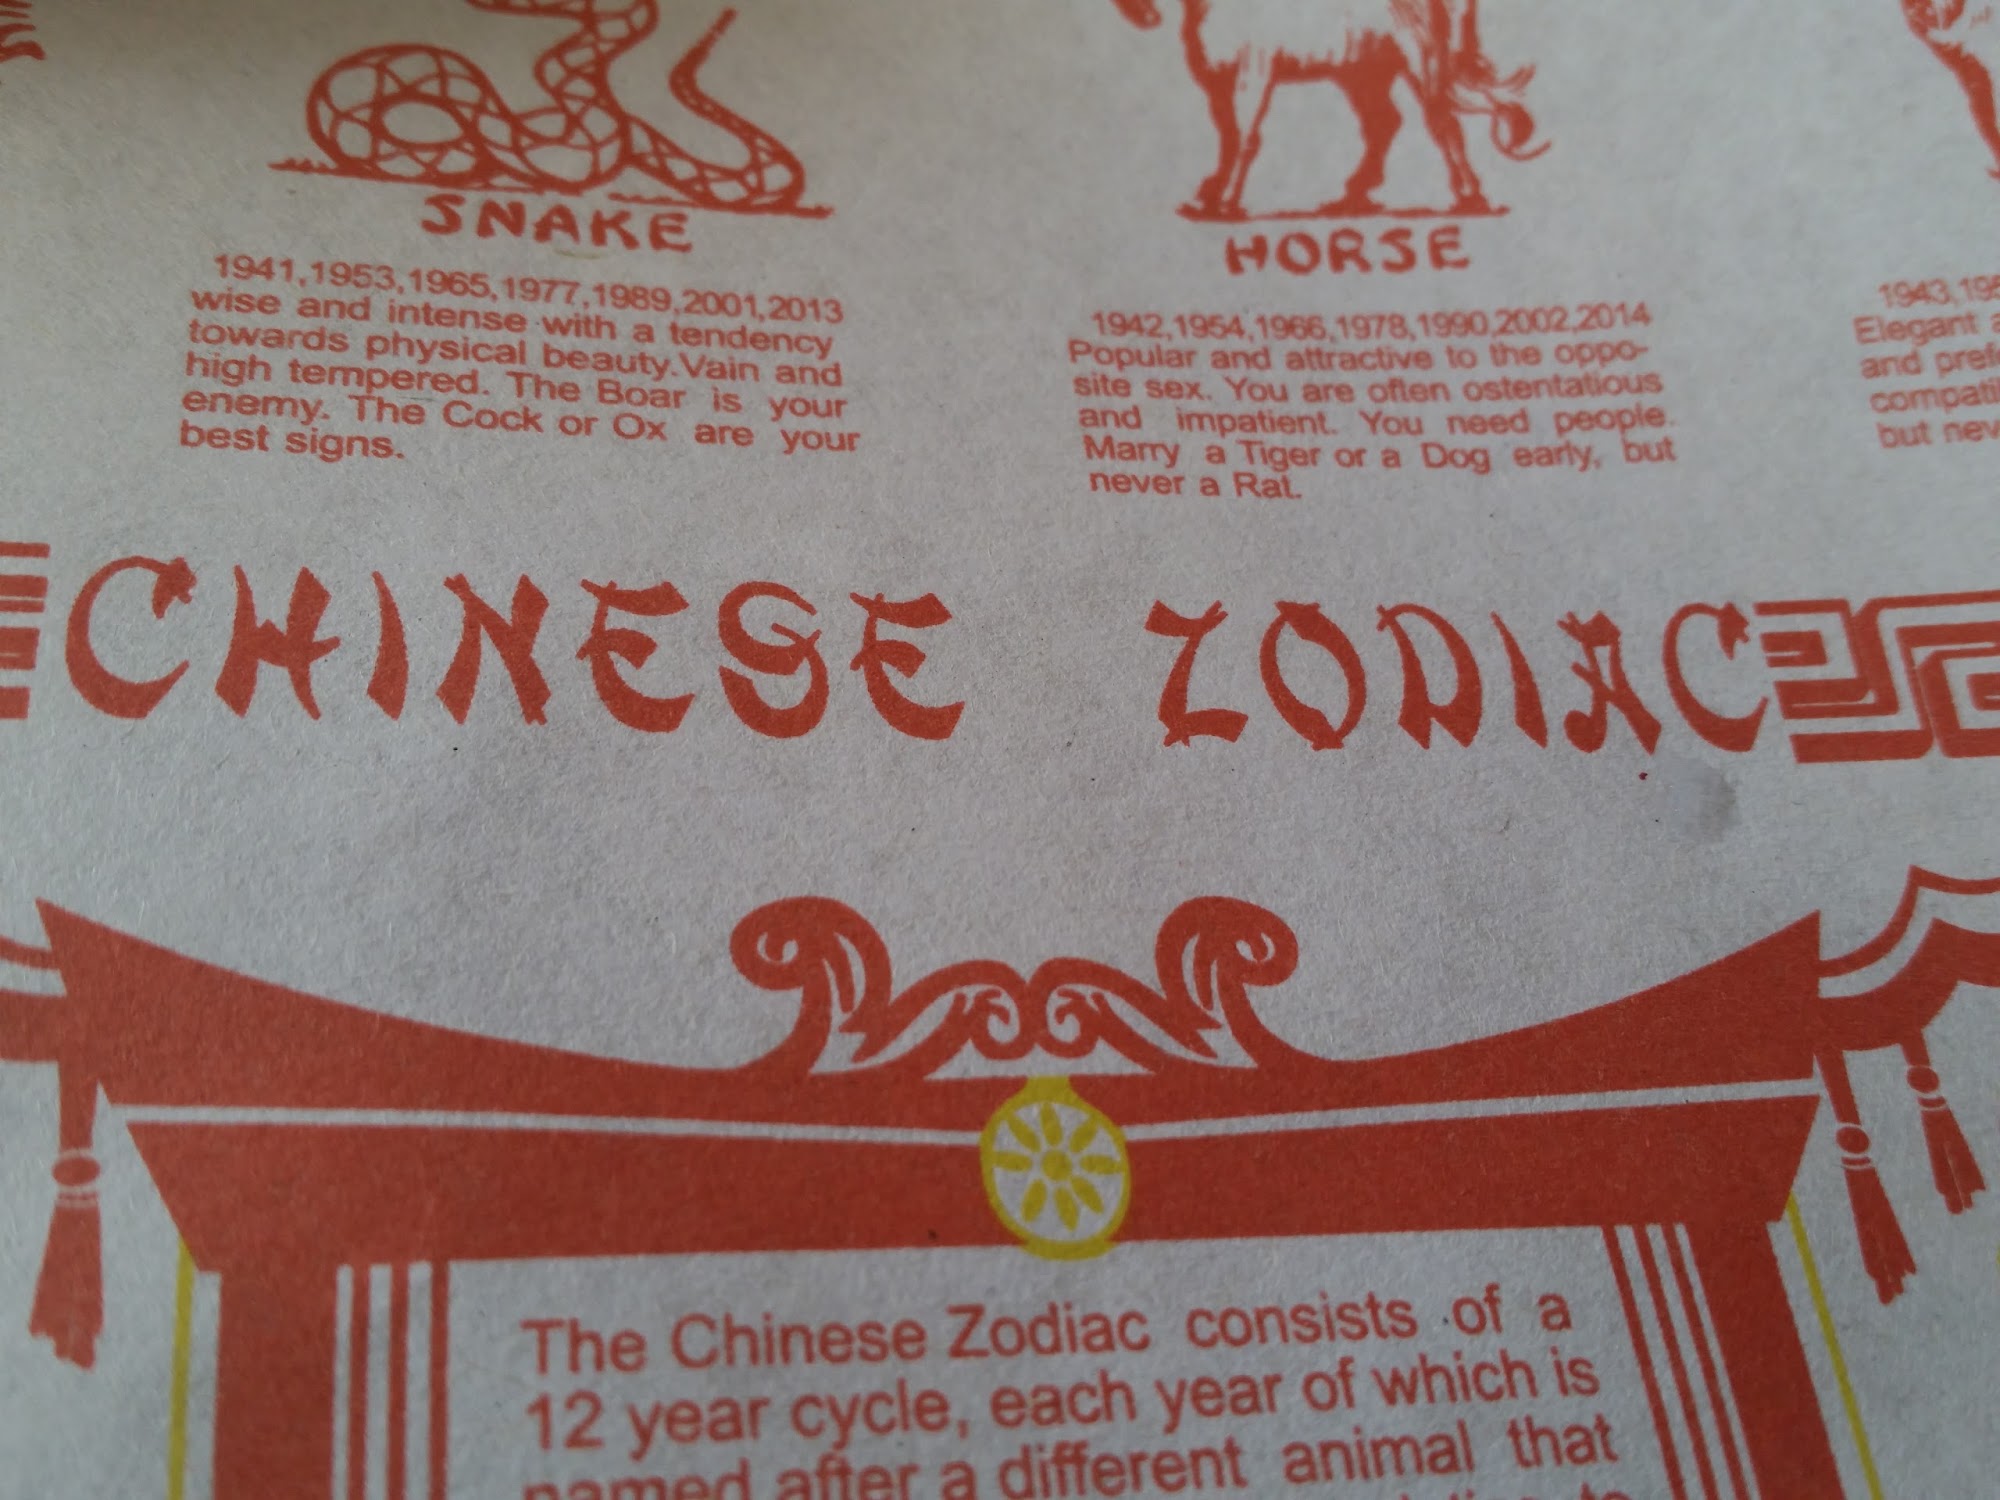 SNAKE
1941,1953,1965,1977,1989,2001,2013
wise and intense with a tendency
towards physical beauty.Vain and
high tempered. The Boar is your
enemy. The Cock or Ox are your
best signs.
HORSE
1942,1954,1966,1978,1990,2002,2014
Popular and attractive to the oppo-
site sex. You are often ostentatious
and impatient. You need people.
Marry a Tiger or a Dog early, but
never a Rat.
1943,
Elegant
and
but
CHINESE ZODIAC
The Chinese Zodiac consists of a
12 year cycle, each year of which is
named after a different animal that